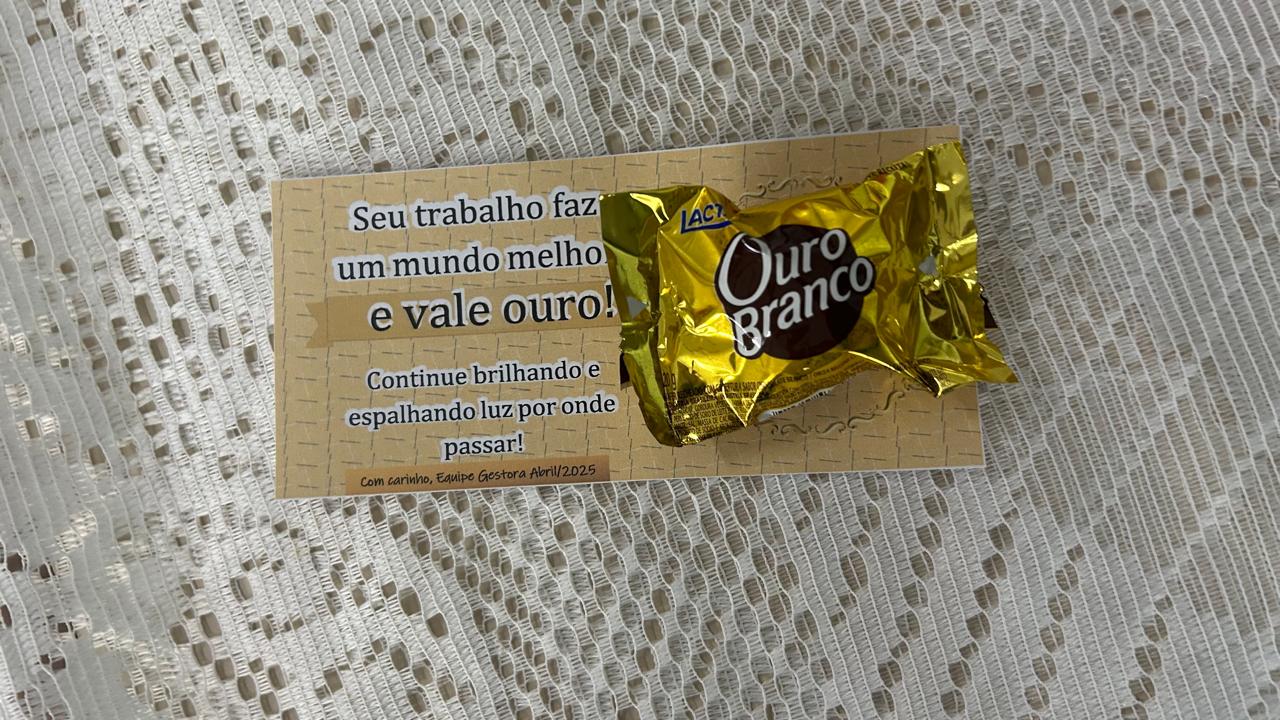 Seu trabalho faz
um mundo melho
e vale ouro!
Continue brilhando e
espalhando luz por onde
passar!
Com carinho, Equipe Gestora Abril/2025
LACT
Ouro
Branco